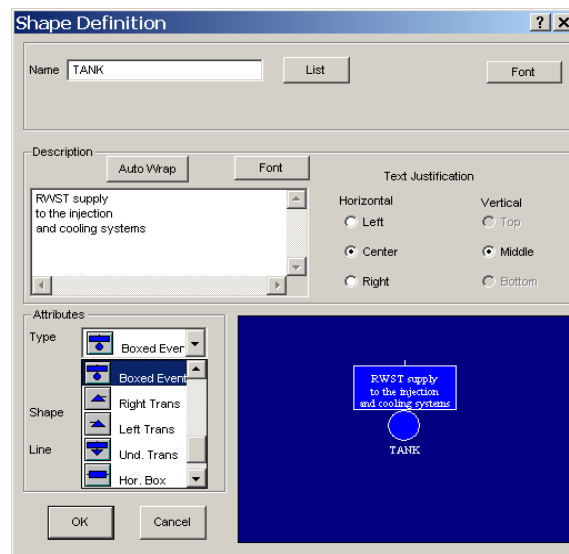 Shape Definition
Name TANK List Font
Description
Auto Wrap Font
Text Justification
RWST supply
to the injection
and cooling systems
Horizontal Vertical
Left Top
Center Middle
Right Bottom
Attributes
Type Boxed Ever
Boxed Event
Right Trans
Shape
Left Trans
Line
Und. Trans
Hor. Box
RWST supply
to the injection
and cooling systems
TANK
OK Cancel